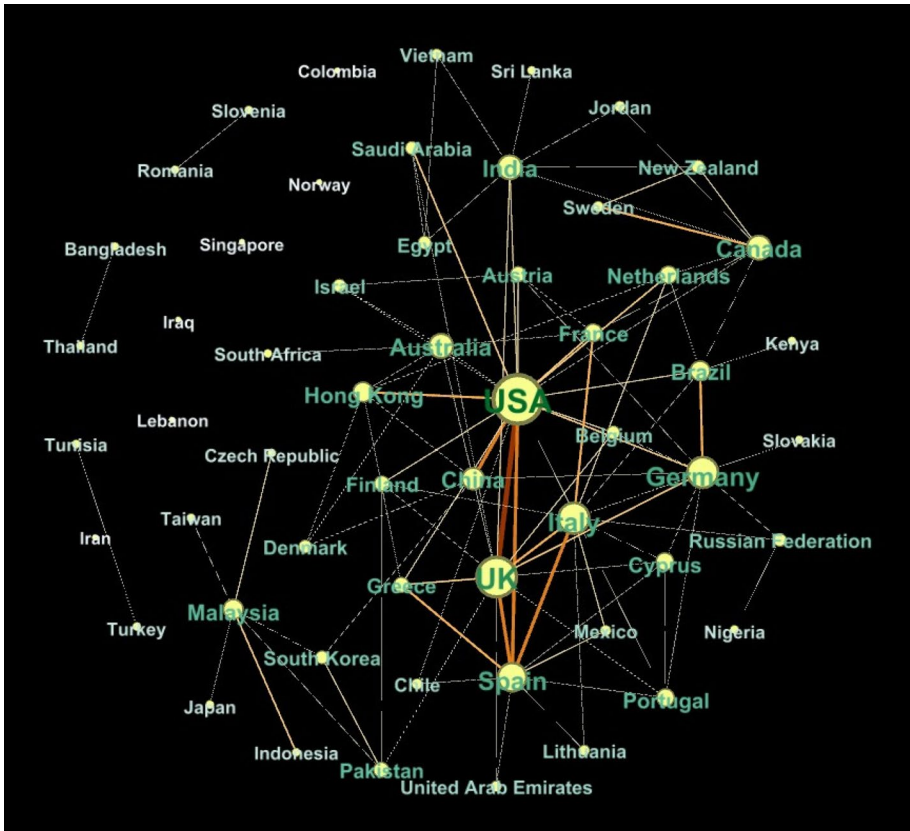 Vietnam
Colombia
Sri Lanka
Jordan
Slovenia
Saudi Arabia
India
New Zealand
Romania
Norway
Sweden
Bangladesh
Singapore
Egypt
Canada
Israel
Austria
Netherlands
Iraq
France
Thailand
South Africa
Australia
Kenya
Brazil
Hong Kong
USA
Lebanon
Belgium
Slovakia
Tunisia
Czech Republic
Finland
China
Germany
Taiwan
Italy
Iran
Denmark
Russian Federation
Cyprus
UK
Greece
Malaysia
Turkey
Mexico
Nigeria
South Korea
Chile
Spain
Portugal
Japan
Indonesia
Lithuania
Pakistan
United Arab Emirates